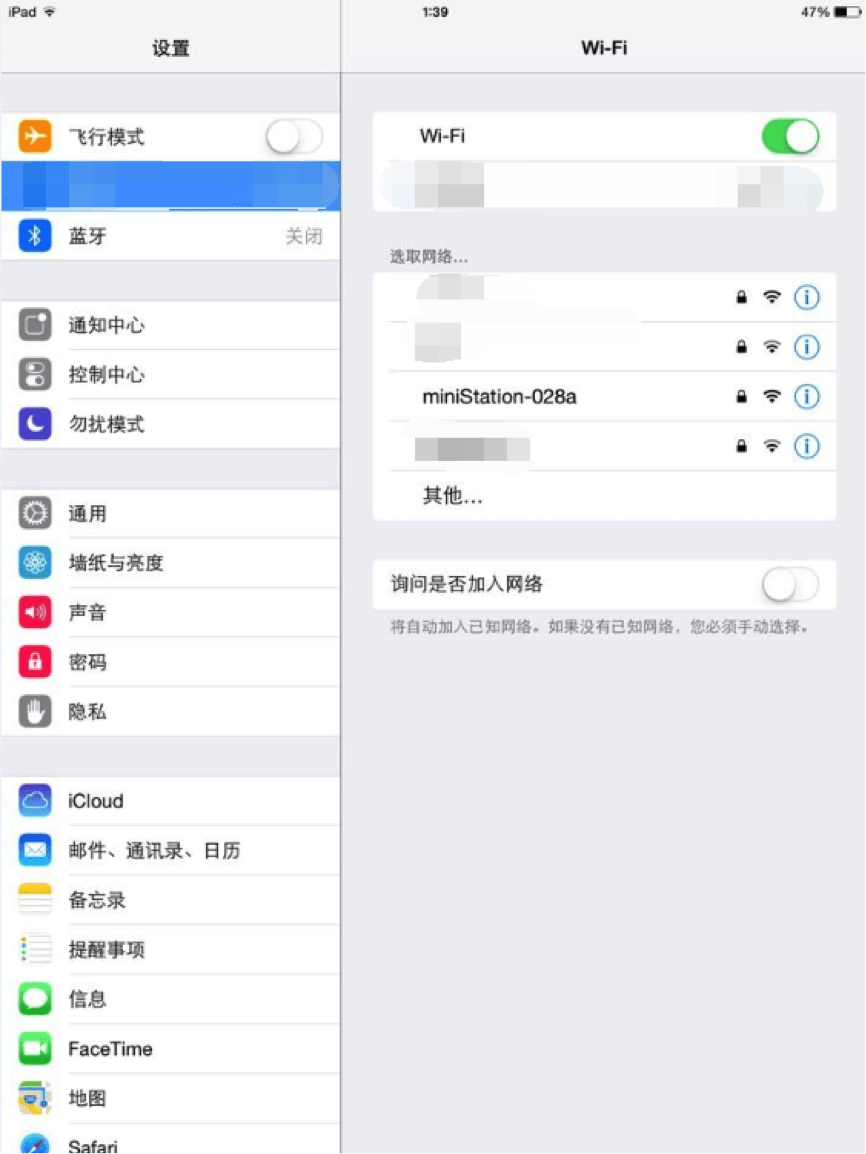 iPad
1:39
47%
设置
Wi-Fi
飞行模式
蓝牙
关闭
通知中心
控制中心
勿扰模式
通用
墙纸与亮度
声音
密码
隐私
iCloud
邮件、通讯录、日历
备忘录
提醒事项
信息
FaceTime
地图
Safari
Wi-Fi
选取网络...
miniStation-028a
其他...
询问是否加入网络
将自动加入已知网络。如果没有已知网络，您必须手动选择。